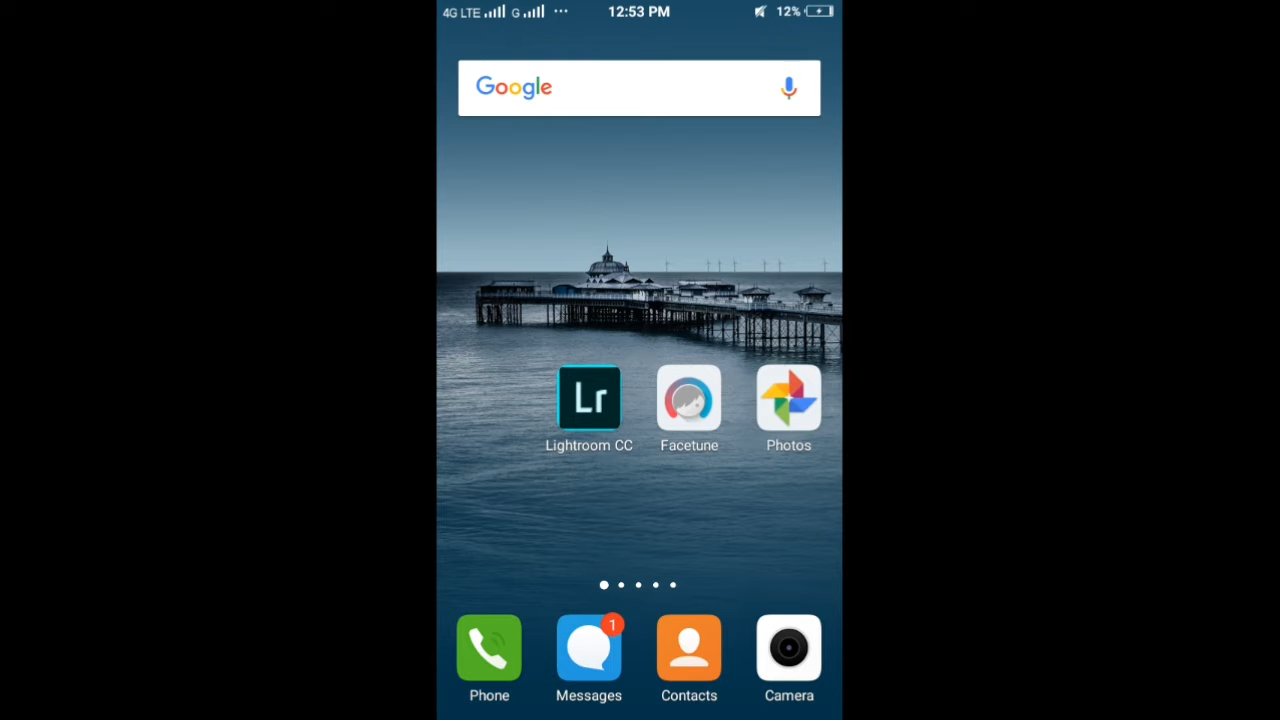 4G LTE G ... 12:53 PM 12%
Google
Lr
Lightroom CC Facetune Photos
1
Phone Messages Contacts Camera